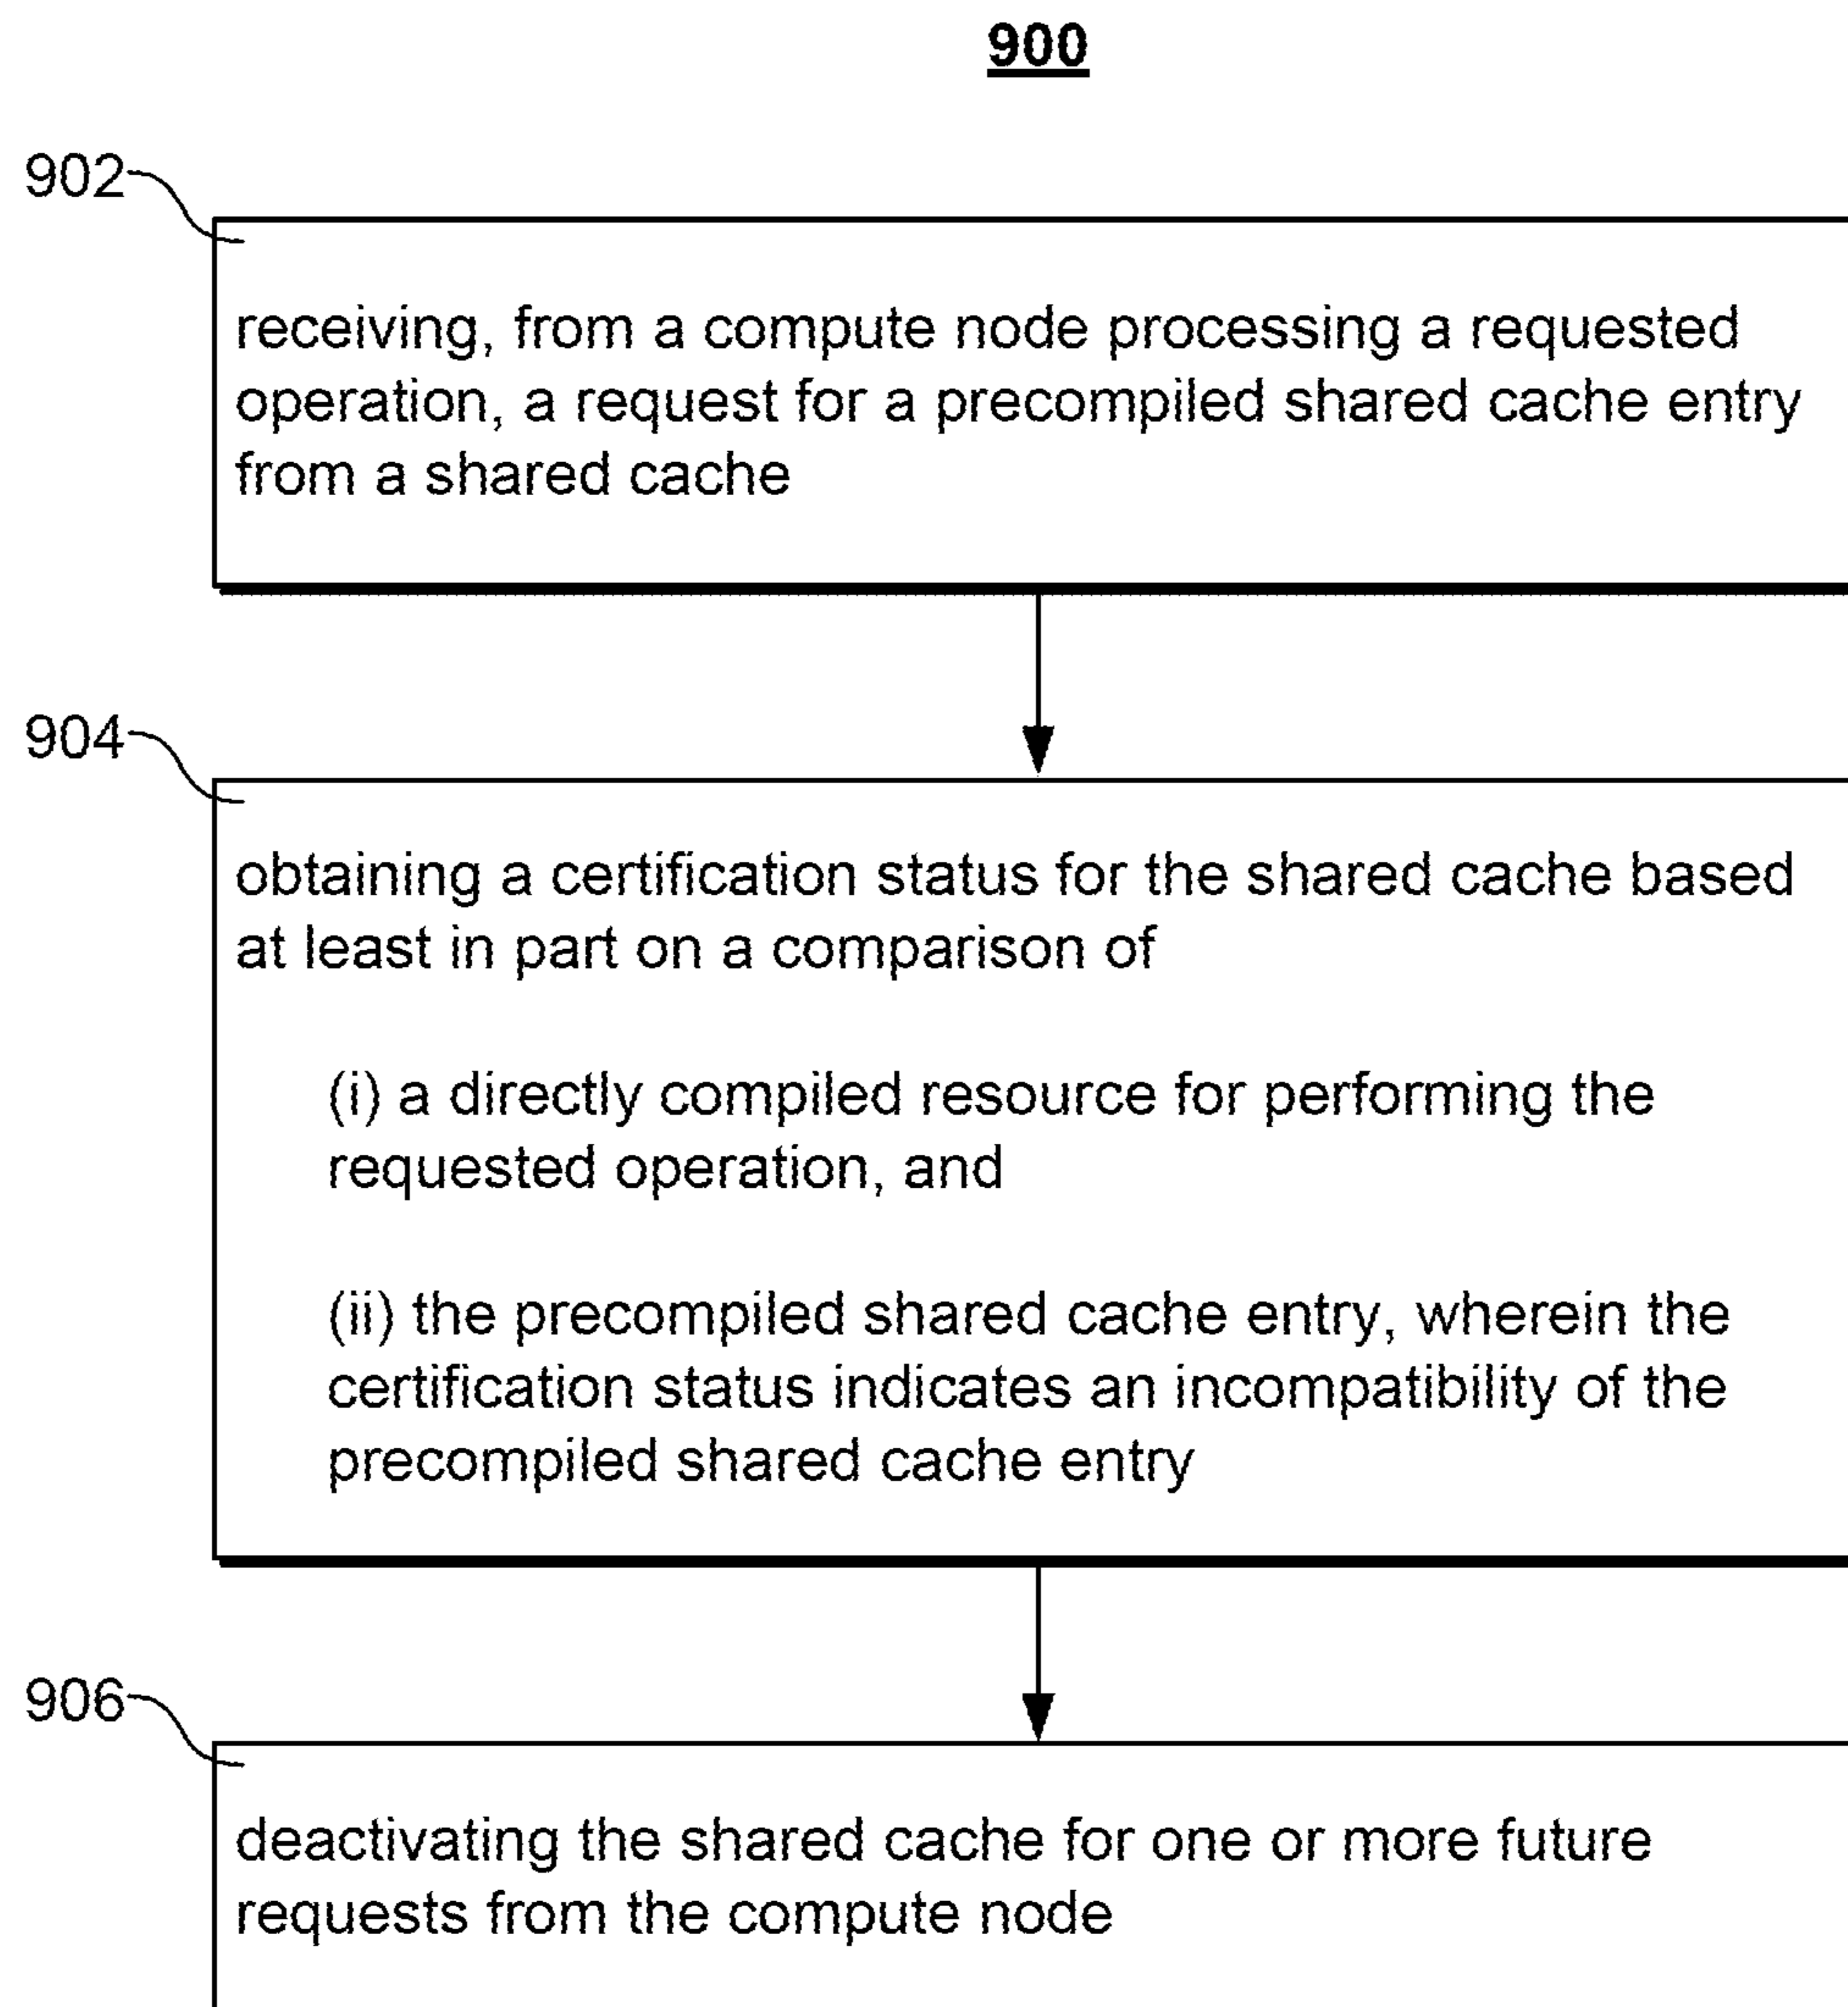 900
902
receiving, from a compute node processing a requested
operation, a request for a precompiled shared cache entry
from a shared cache
904
obtaining a certification status for the shared cache based
at least in part on a comparison of
(i) a directly compiled resource for performing the
requested operation, and
(ii) the precompiled shared cache entry, wherein the
certification status indicates an incompatibility of the
precompiled shared cache entry
906
deactivating the shared cache for one or more future
requests from the compute node